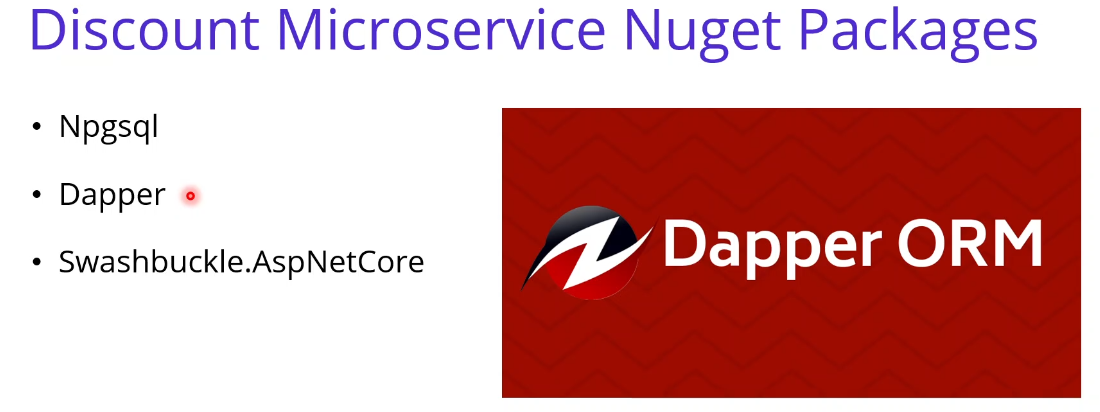 Discount Microservice Nuget Packages
• Npgsql
• Dapper
• Swashbuckle.AspNetCore
Dapper ORM